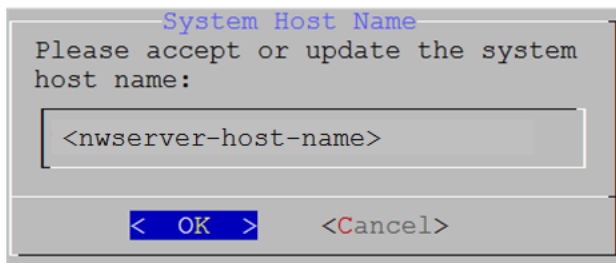 System Host Name
Please accept or update the system
host name:
<nwserver-host-name>
< OK > <Cancel>